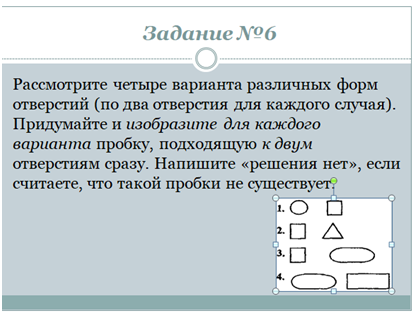 Задание №6
Рассмотрите четыре варианта различных форм
отверстий (по два отверстия для каждого случая).
Придумайте и изобразите для каждого
варианта пробку, подходящую к двум
отверстиям сразу. Напишите «решения нет», если
считаете, что такой пробки не существует.
1.
2.
3.
4.